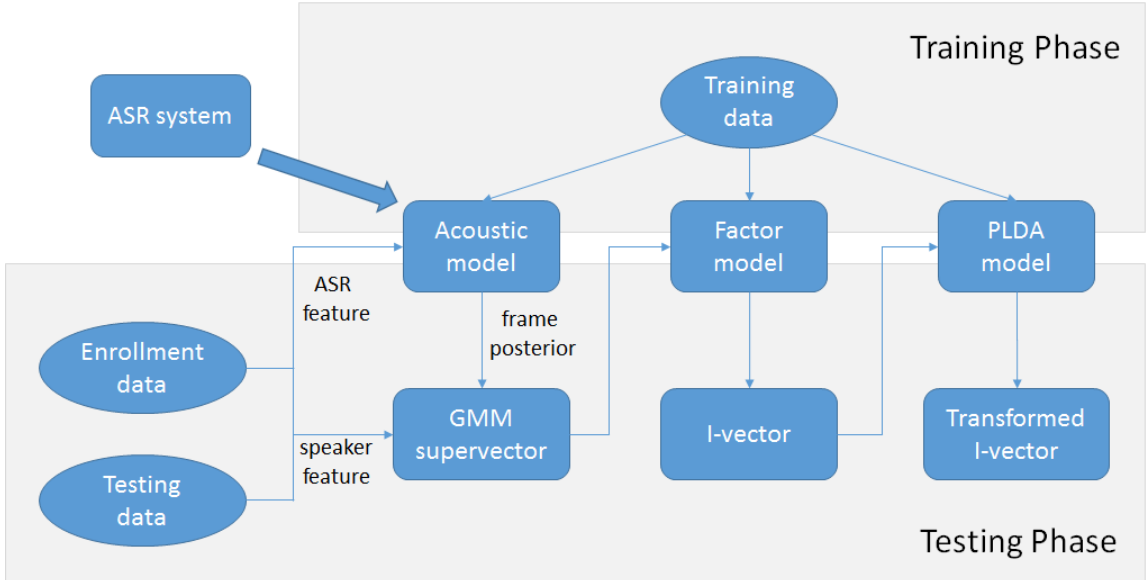 Training Phase
Training
data
ASR system
Acoustic
model
Factor
model
PLDA
model
ASR
feature
frame
posterior
Enrollment
data
GMM
supervector
I-vector
Transformed
I-vector
speaker
feature
Testing
data
Testing Phase